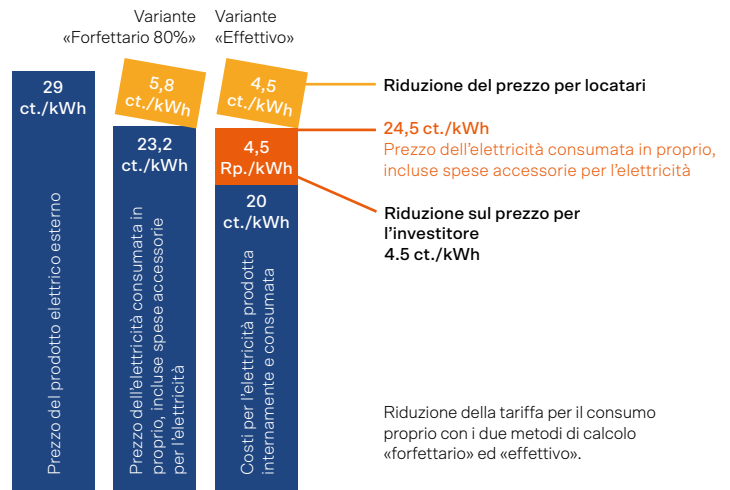 Variante
«Forfettario 80%»
Variante
«Effettivo»
29
ct./kWh
Prezzo del prodotto elettrico esterno
5,8
ct./kWh
23,2
ct./kWh
Prezzo dell'elettricità consumata in
proprio, incluse spese accessorie
per l'elettricità
4,5
ct./kWh
4,5
Rp./kWh
20
ct./kWh
Costi per l'elettricità prodotta
internamente e consumata
Riduzione del prezzo per locatari
24,5 ct./kWh
Prezzo dell'elettricità consumata in proprio,
incluse spese accessorie per l'elettricità
Riduzione sul prezzo per
l'investitore
4.5 ct./kWh
Riduzione della tariffa per il consumo
proprio con i due metodi di calcolo
«forfettario» ed «effettivo».